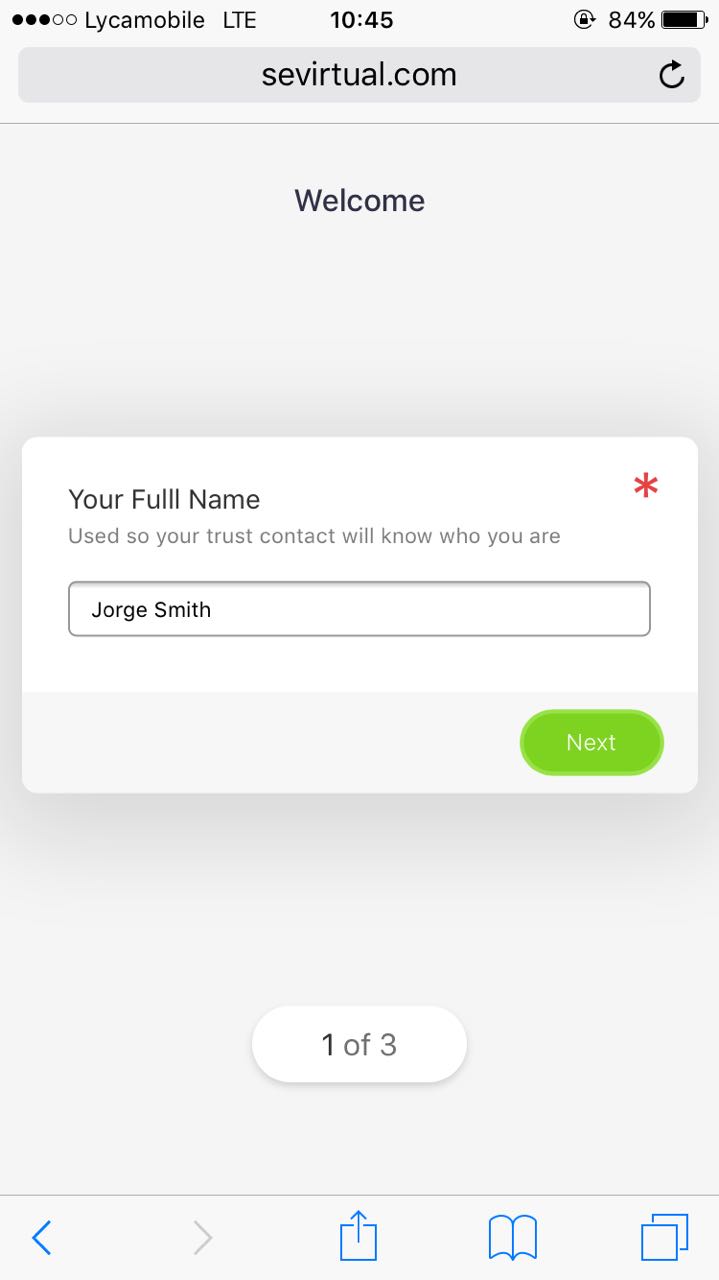 Lycamobile LTE 10:45 84%
sevirtual.com
Welcome
Your Fulll Name
*
Used so your trust contact will know who you are
Jorge Smith
Next
1 of 3